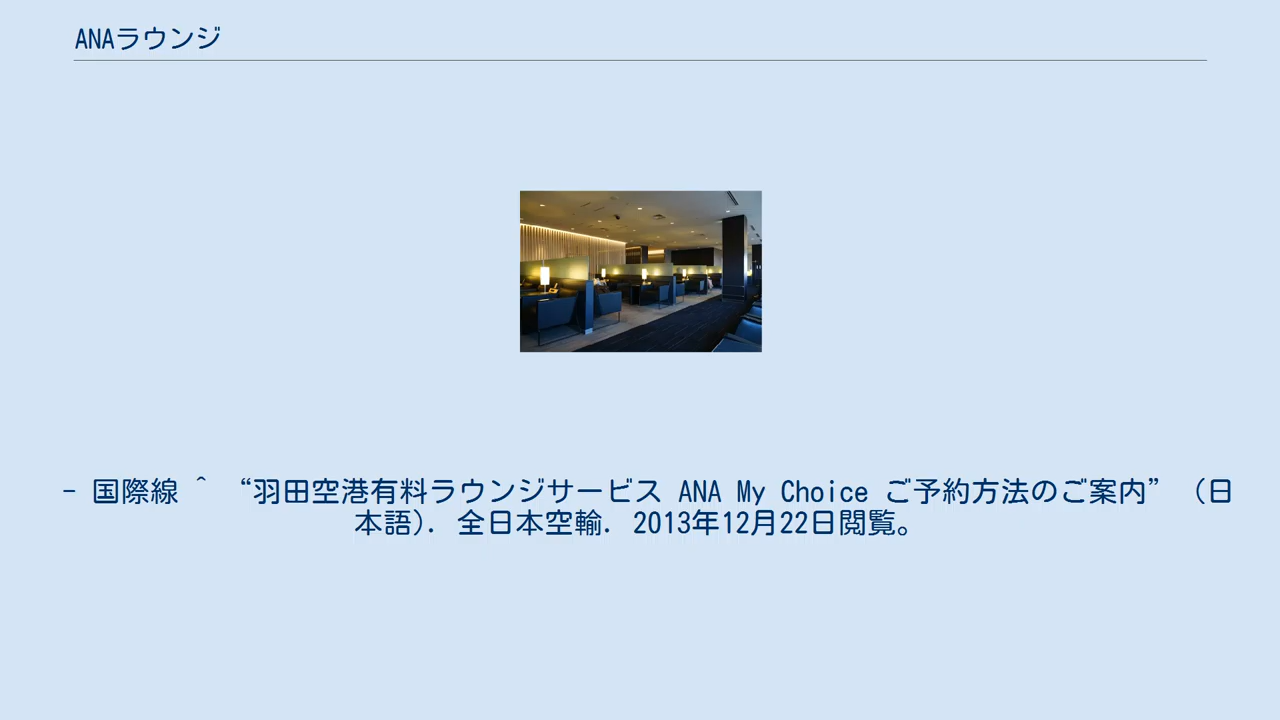 ANAラウンジ
- 国際線 ^ “羽田空港有料ラウンジサービス ANA My Choice ご予約方法のご案内” (日
本語). 全日本空輸. 2013年12月22日閲覧。